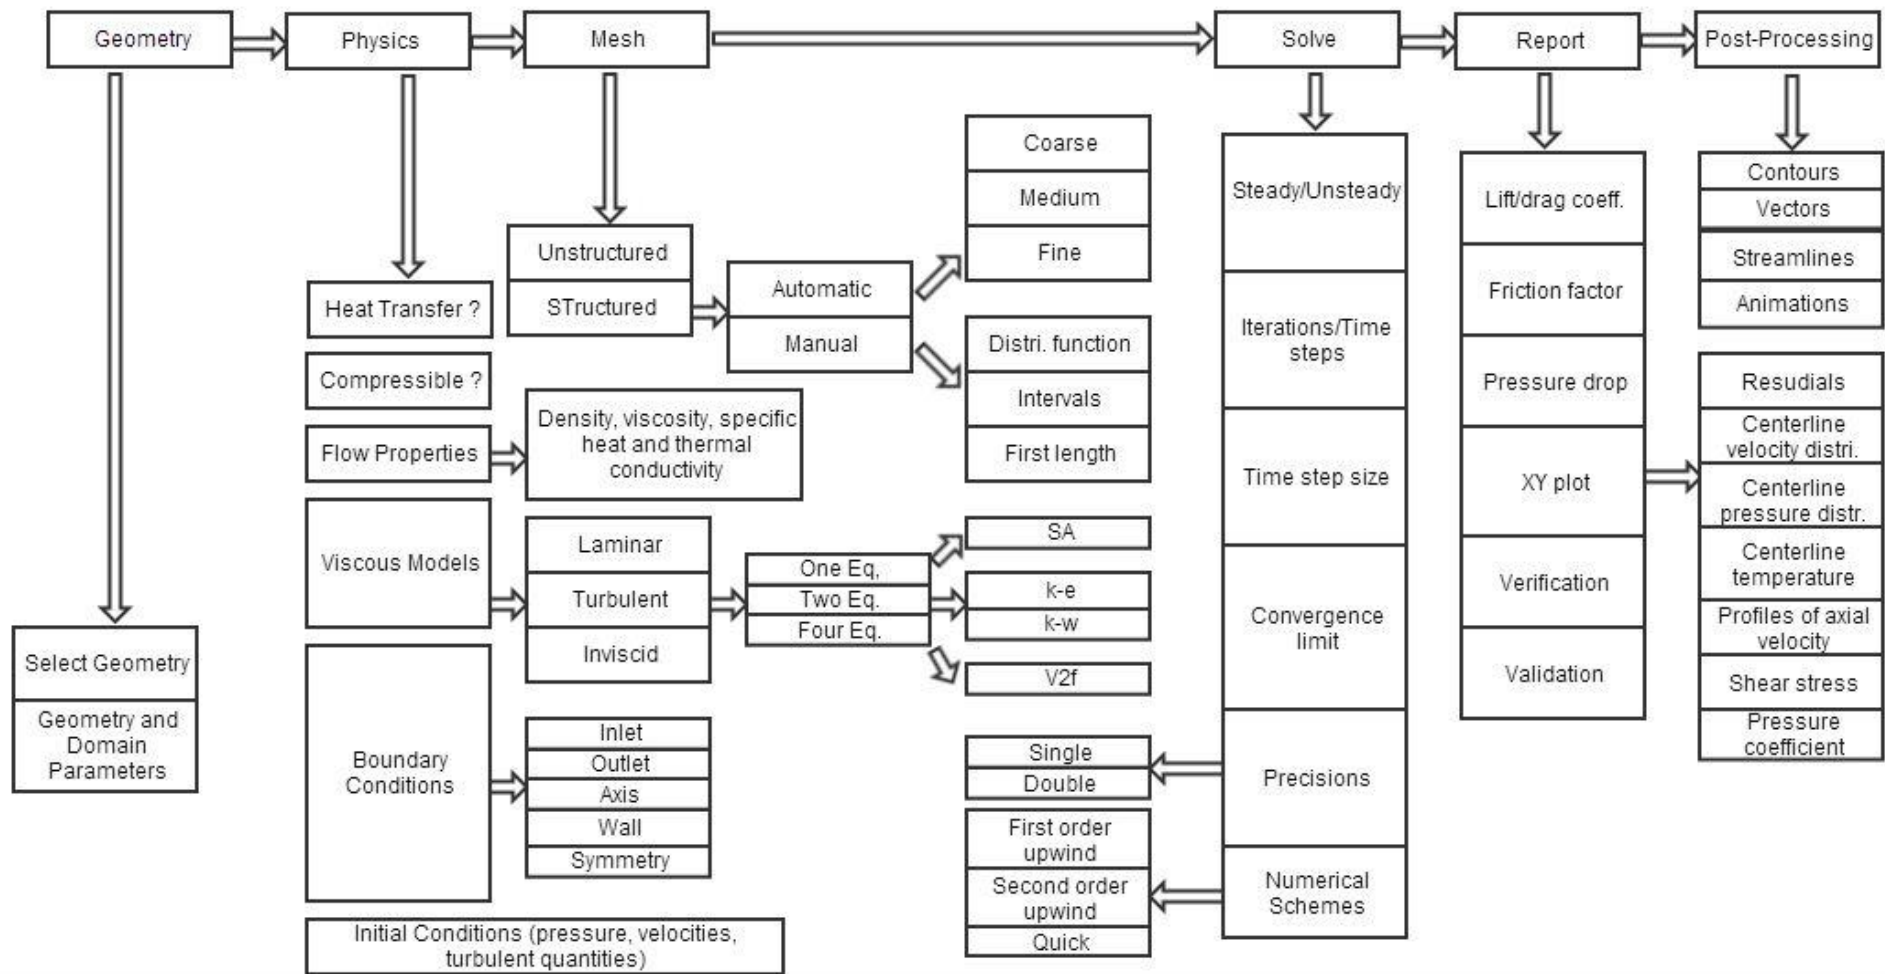 Geometry
Physics
Mesh
Solve
Report
Post-Processing
Select Geometry
Geometry and
Domain
Parameters
Heat Transfer ?
Compressible ?
Flow Properties
Viscous Models
Boundary
Conditions
Initial Conditions (pressure, velocities,
turbulent quantities)
Unstructured
STructured
Automatic
Manual
Coarse
Medium
Fine
Distri. function
Intervals
First length
Density, viscosity, specific
heat and thermal
conductivity
Laminar
Turbulent
Inviscid
One Eq,
Two Eq.
Four Eq.
SA
k-e
k-w
V2f
Inlet
Outlet
Axis
Wall
Symmetry
Steady/Unsteady
Iterations/Time
steps
Time step size
Convergence
limit
Precisions
Numerical
Schemes
Single
Double
First order
upwind
Second order
upwind
Quick
Lift/drag coeff.
Friction factor
Pressure drop
XY plot
Verification
Validation
Contours
Vectors
Streamlines
Animations
Resudials
Centerline
velocity distri.
Centerline
pressure distr.
Centerline
temperature
Profiles of axial
velocity
Shear stress
Pressure
coefficient